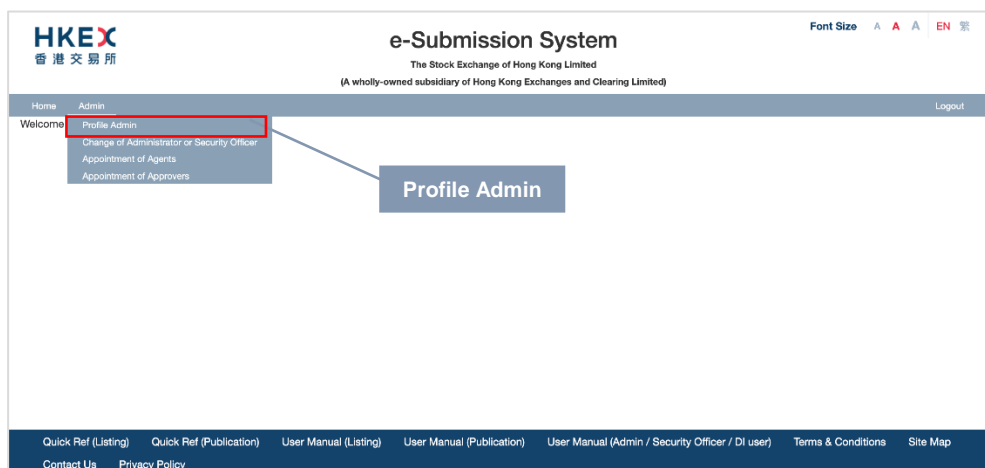 HKEX
香港交易所
e-Submission System
The Stock Exchange of Hong Kong Limited
(A wholly-owned subsidiary of Hong Kong Exchanges and Clearing Limited)
Font Size A A A EN 繁
Home Admin Logout
Welcome
Profile Admin
Change of Administrator or Security Officer
Appointment of Agents
Appointment of Approvers
Profile Admin
Quick Ref (Listing) Quick Ref (Publication) User Manual (Listing) User Manual (Publication) User Manual (Admin / Security Officer / DI user) Terms & Conditions Site Map
Contact Us Privacy Policy